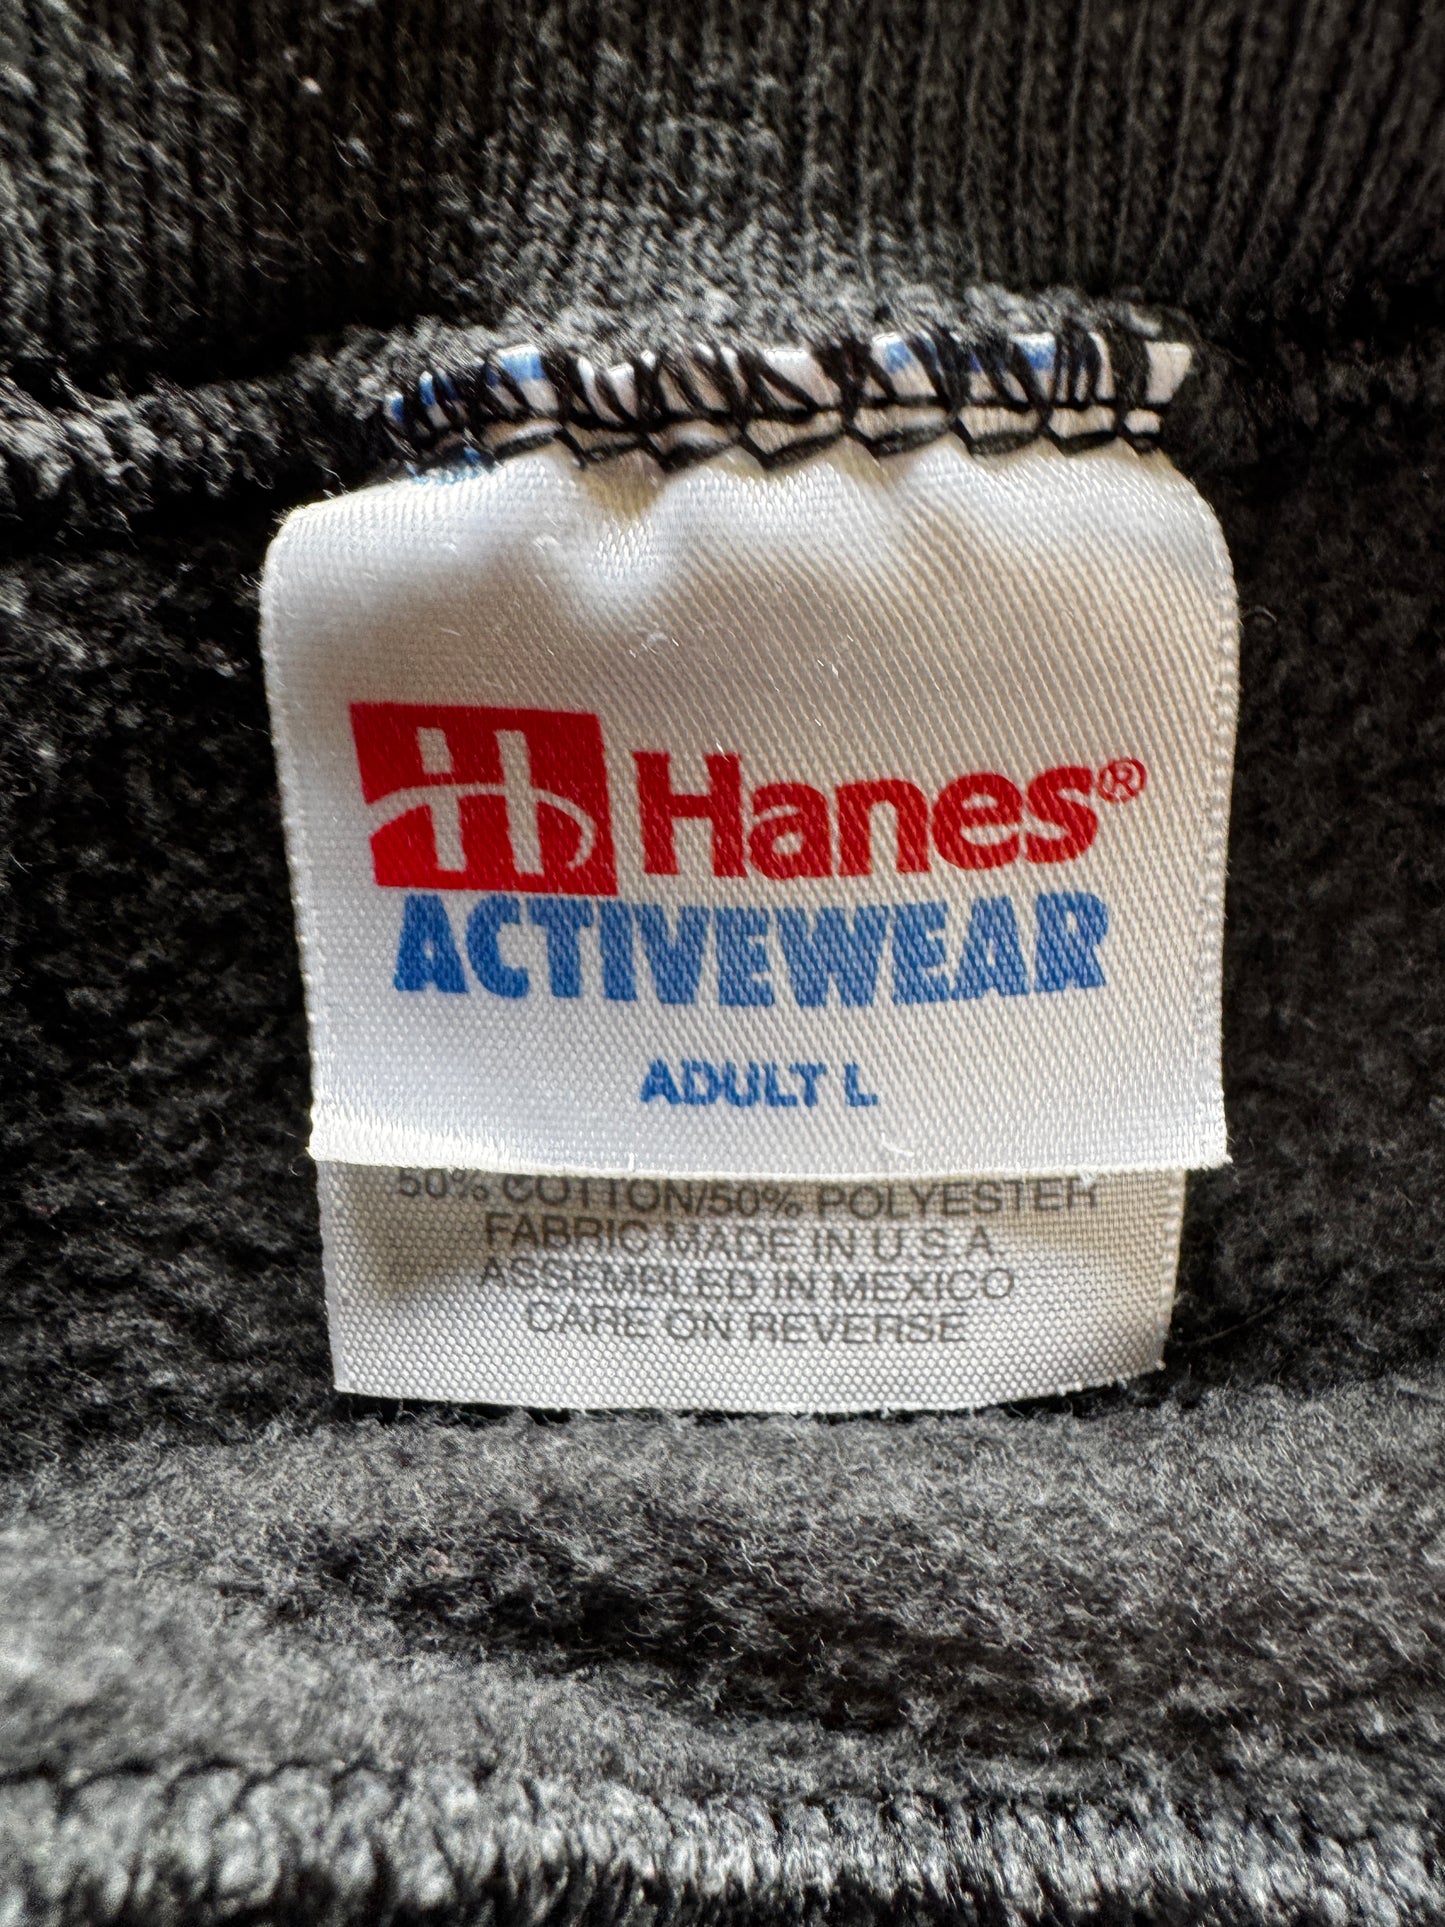 H Hanes®
ACTIVEWEAR
ADULT L
50% COTTON/50% POLYESTER
FABRIC MADE IN U.S.A.
ASSEMBLED IN MEXICO
CARE ON REVERSE